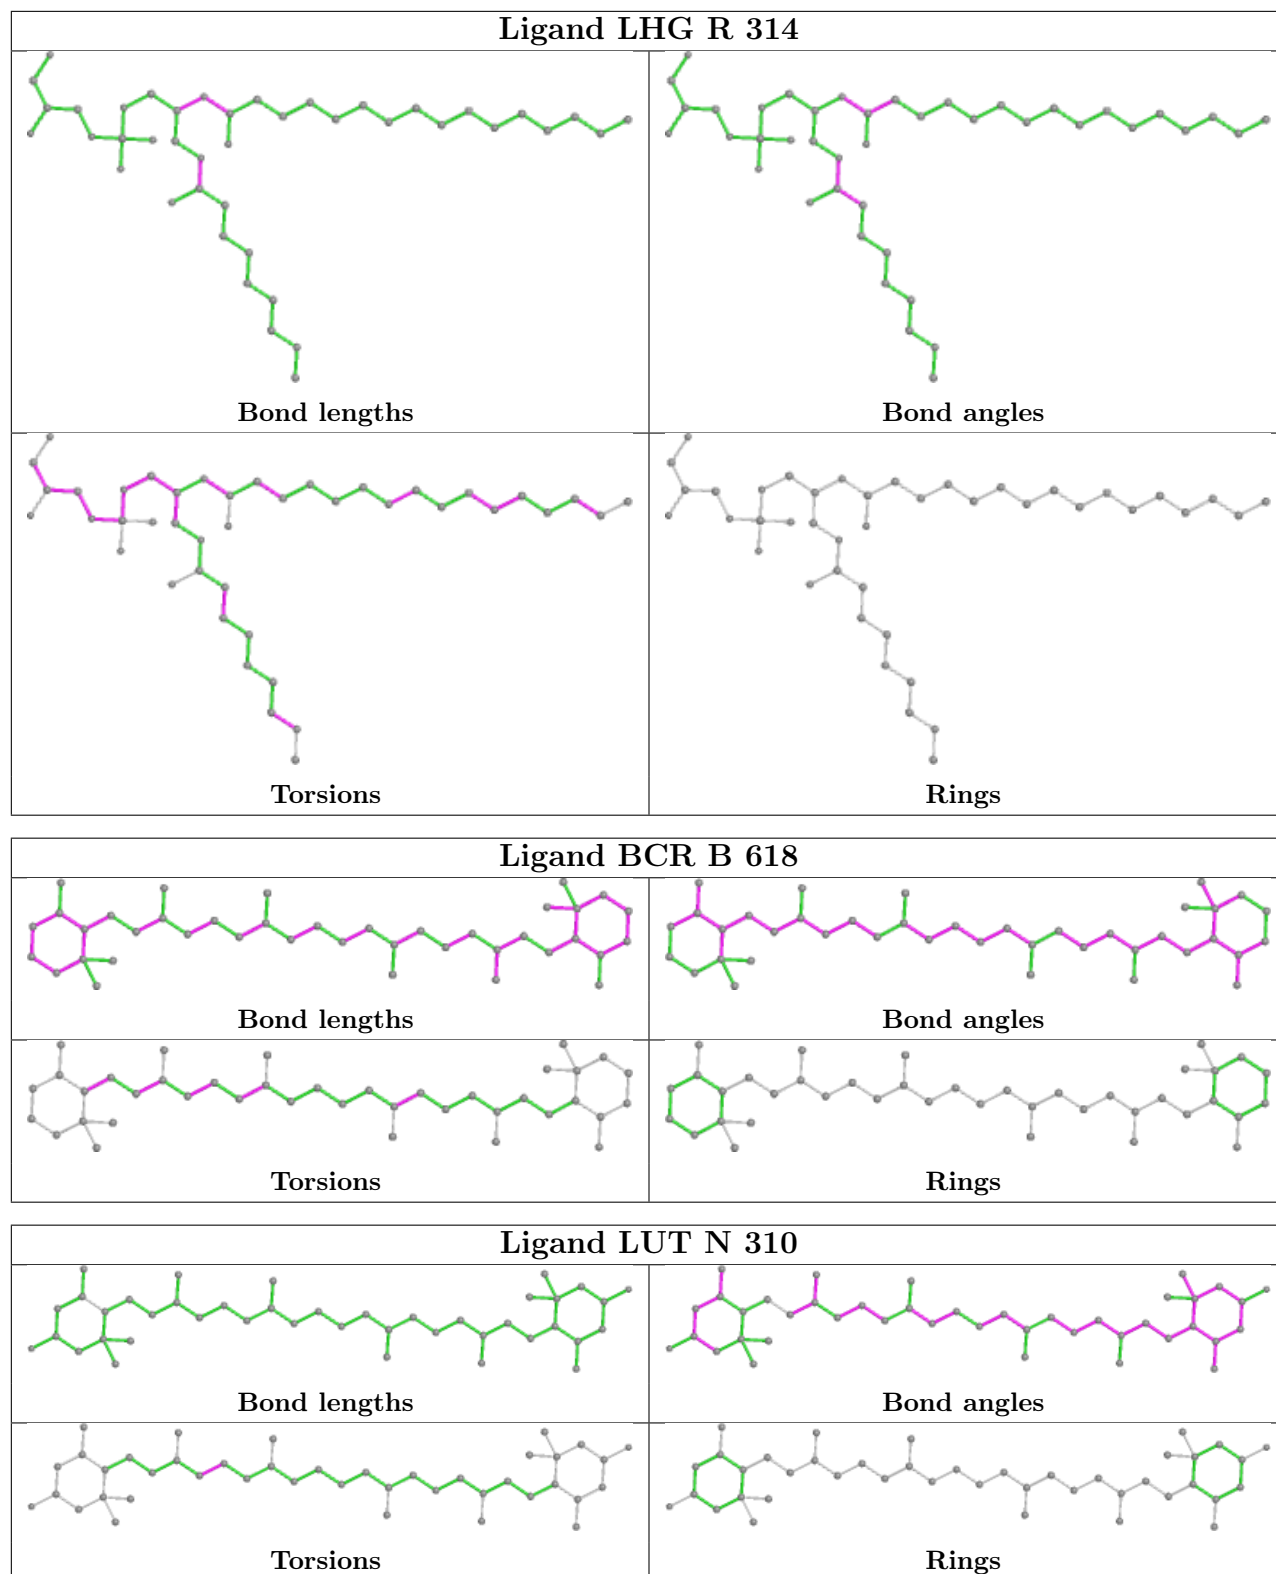 Ligand LHG R 314
Bond lengths
Bond angles
Torsions
Rings
Ligand BCR B 618
Bond lengths
Bond angles
Torsions
Rings
Ligand LUT N 310
Bond lengths
Bond angles
Torsions
Rings